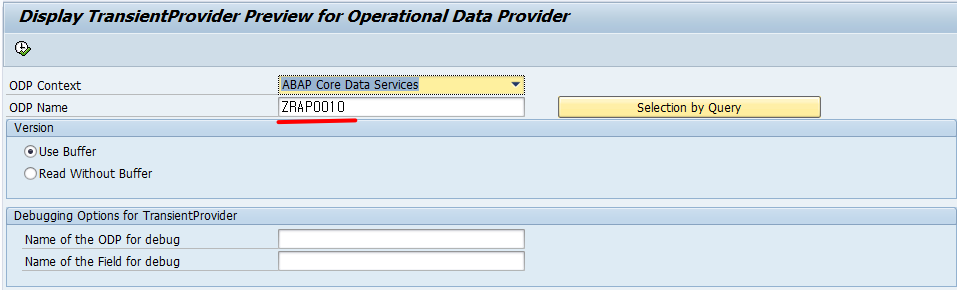 Display TransientProvider Preview for Operational Data Provider
ODP Context ABAP Core Data Services
ODP Name ZRAP0010 Selection by Query
Version
Use Buffer
Read Without Buffer
Debugging Options for TransientProvider
Name of the ODP for debug
Name of the Field for debug